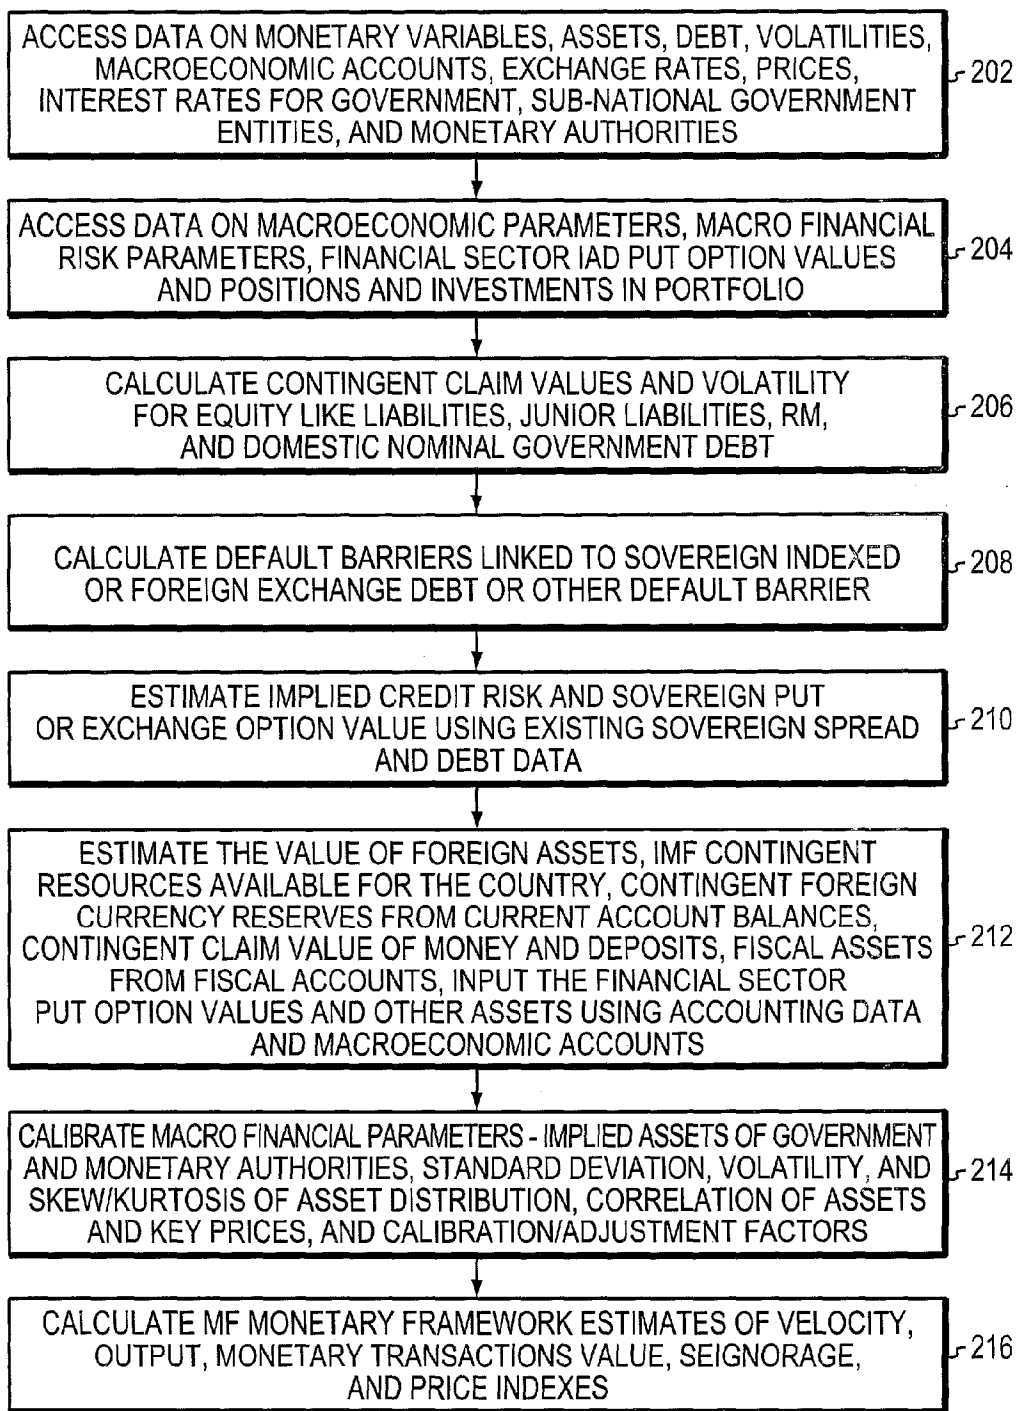 ACCESS DATA ON MONETARY VARIABLES, ASSETS, DEBT, VOLATILITIES,
MACROECONOMIC ACCOUNTS, EXCHANGE RATES, PRICES,
INTEREST RATES FOR GOVERNMENT, SUB-NATIONAL GOVERNMENT
ENTITIES, AND MONETARY AUTHORITIES
202
ACCESS DATA ON MACROECONOMIC PARAMETERS, MACRO FINANCIAL
RISK PARAMETERS, FINANCIAL SECTOR IAD PUT OPTION VALUES
AND POSITIONS AND INVESTMENTS IN PORTFOLIO
204
CALCULATE CONTINGENT CLAIM VALUES AND VOLATILITY
FOR EQUITY LIKE LIABILITIES, JUNIOR LIABILITIES, RM,
AND DOMESTIC NOMINAL GOVERNMENT DEBT
206
CALCULATE DEFAULT BARRIERS LINKED TO SOVEREIGN INDEXED
OR FOREIGN EXCHANGE DEBT OR OTHER DEFAULT BARRIER
208
ESTIMATE IMPLIED CREDIT RISK AND SOVEREIGN PUT
OR EXCHANGE OPTION VALUE USING EXISTING SOVEREIGN SPREAD
AND DEBT DATA
210
ESTIMATE THE VALUE OF FOREIGN ASSETS, IMF CONTINGENT
RESOURCES AVAILABLE FOR THE COUNTRY, CONTINGENT FOREIGN
CURRENCY RESERVES FROM CURRENT ACCOUNT BALANCES,
CONTINGENT CLAIM VALUE OF MONEY AND DEPOSITS, FISCAL ASSETS
FROM FISCAL ACCOUNTS, INPUT THE FINANCIAL SECTOR
PUT OPTION VALUES AND OTHER ASSETS USING ACCOUNTING DATA
AND MACROECONOMIC ACCOUNTS
212
CALIBRATE MACRO FINANCIAL PARAMETERS - IMPLIED ASSETS OF GOVERNMENT
AND MONETARY AUTHORITIES, STANDARD DEVIATION, VOLATILITY, AND
SKEW/KURTOSIS OF ASSET DISTRIBUTION, CORRELATION OF ASSETS
AND KEY PRICES, AND CALIBRATION/ADJUSTMENT FACTORS
214
CALCULATE MF MONETARY FRAMEWORK ESTIMATES OF VELOCITY,
OUTPUT, MONETARY TRANSACTIONS VALUE, SEIGNORAGE,
AND PRICE INDEXES
216